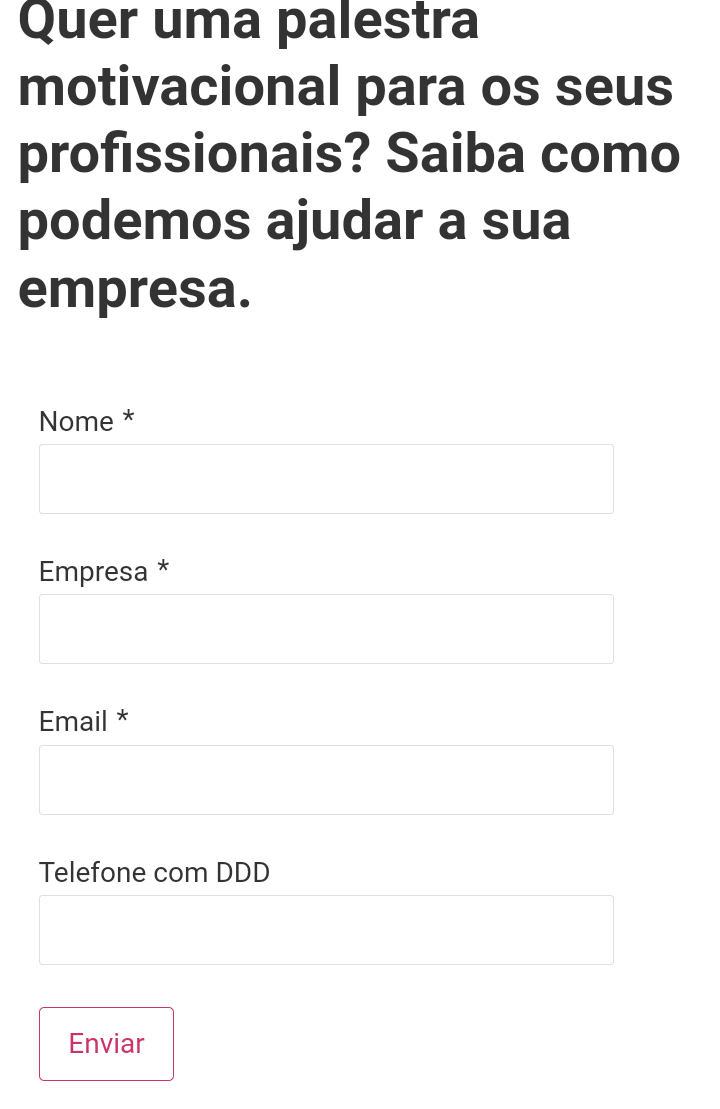 Quer uma palestra
motivacional para os seus
profissionais? Saiba como
podemos ajudar a sua
empresa.
Nome *
Empresa *
Email *
Telefone com DDD
Enviar